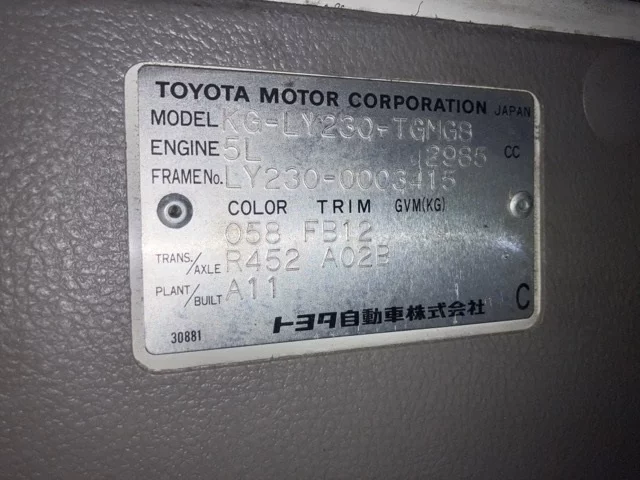 TOYOTA MOTOR CORPORATION JAPAN
MODEL KG-LY230-TGMGS
ENGINE 5L 2985 CC
FRAME No. LY230-0003415
COLOR TRIM GVM(KG)
058 FB12
TRANS./AXLE R452 A02B
PLANT/BUILT A11
C
トヨタ自動車株式会社
30881